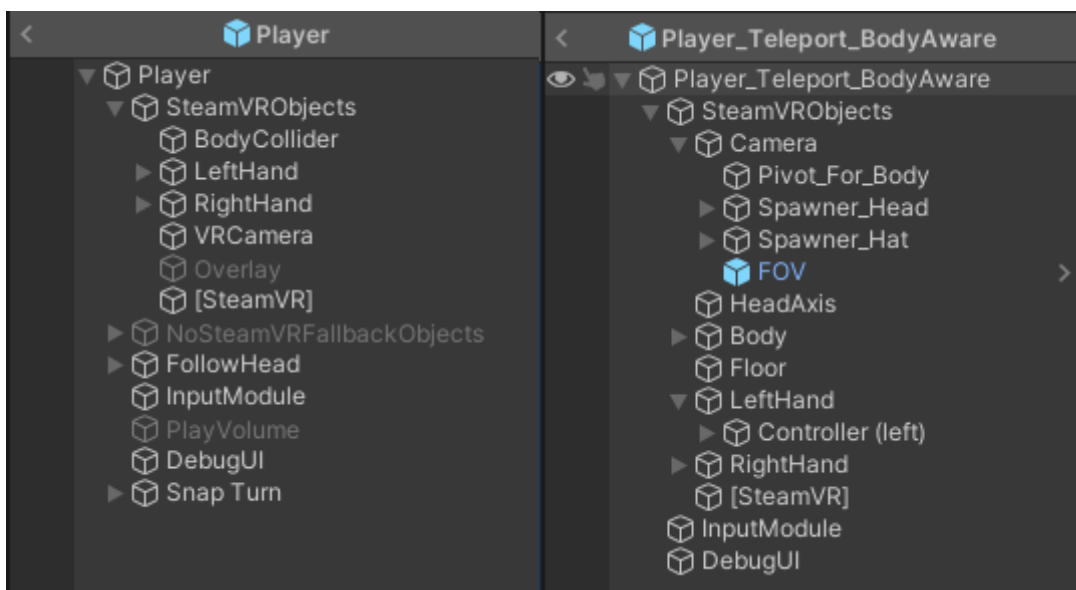 Player
Player
SteamVRObjects
BodyCollider
LeftHand
RightHand
VRCamera
Overlay
[SteamVR]
NoSteamVRFallbackObjects
FollowHead
InputModule
PlayVolume
DebugUI
Snap Turn
Player_Teleport_BodyAware
Player_Teleport_BodyAware
SteamVRObjects
Camera
Pivot_For_Body
Spawner_Head
Spawner_Hat
FOV
HeadAxis
Body
Floor
LeftHand
Controller (left)
RightHand
[SteamVR]
InputModule
DebugUI